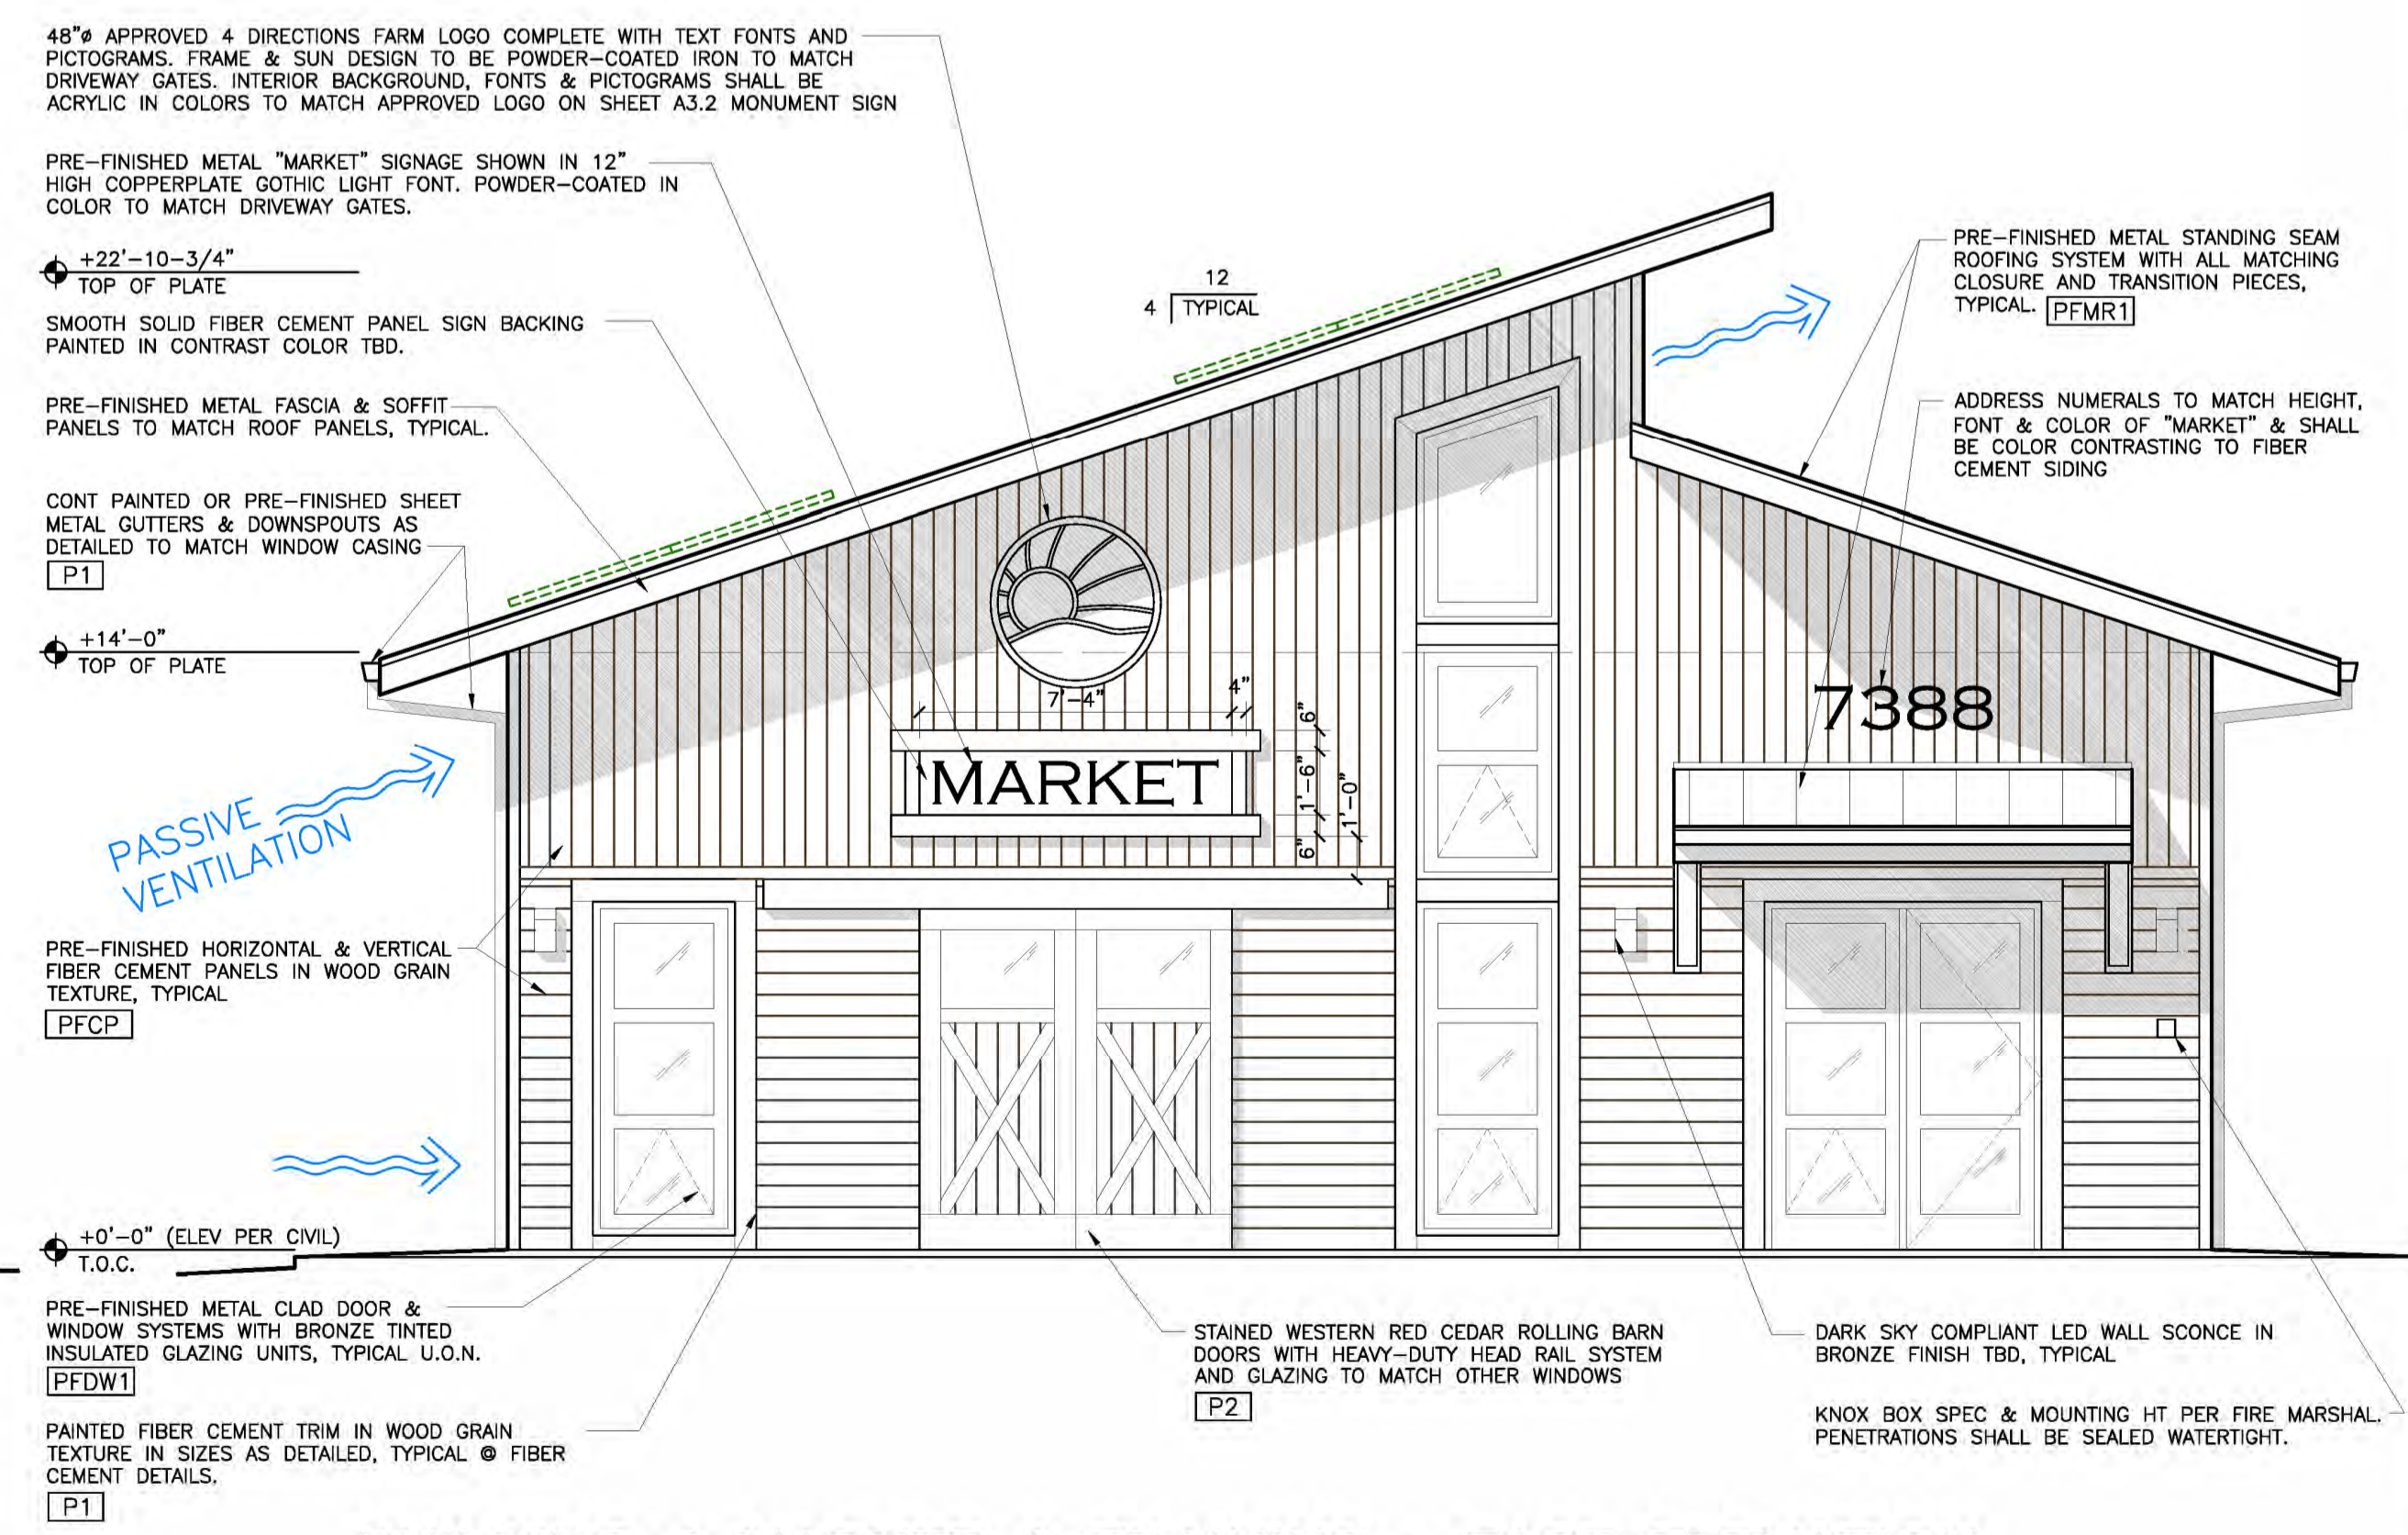 48"ø APPROVED 4 DIRECTIONS FARM LOGO COMPLETE WITH TEXT FONTS AND
PICTOGRAMS. FRAME & SUN DESIGN TO BE POWDER-COATED IRON TO MATCH
DRIVEWAY GATES. INTERIOR BACKGROUND, FONTS & PICTOGRAMS SHALL BE
ACRYLIC IN COLORS TO MATCH APPROVED LOGO ON SHEET A3.2 MONUMENT SIGN
PRE-FINISHED METAL "MARKET" SIGNAGE SHOWN IN 12"
HIGH COPPERPLATE GOTHIC LIGHT FONT. POWDER-COATED IN
COLOR TO MATCH DRIVEWAY GATES.
+22'-10-3/4"
TOP OF PLATE
SMOOTH SOLID FIBER CEMENT PANEL SIGN BACKING
PAINTED IN CONTRAST COLOR TBD.
PRE-FINISHED METAL FASCIA & SOFFIT
PANELS TO MATCH ROOF PANELS, TYPICAL.
CONT PAINTED OR PRE-FINISHED SHEET
METAL GUTTERS & DOWNSPOUTS AS
DETAILED TO MATCH WINDOW CASING
P1
+14'-0"
TOP OF PLATE
PASSIVE
VENTILATION
PRE-FINISHED HORIZONTAL & VERTICAL
FIBER CEMENT PANELS IN WOOD GRAIN
TEXTURE, TYPICAL
PFCP
+0'-0" (ELEV PER CIVIL)
T.O.C.
PRE-FINISHED METAL CLAD DOOR &
WINDOW SYSTEMS WITH BRONZE TINTED
INSULATED GLAZING UNITS, TYPICAL U.O.N.
PFDW1
PAINTED FIBER CEMENT TRIM IN WOOD GRAIN
TEXTURE IN SIZES AS DETAILED, TYPICAL @ FIBER
CEMENT DETAILS.
P1
12
4 TYPICAL
7'-4"
4"
6"
1'-6"
6"
1'-0"
MARKET
7388
PRE-FINISHED METAL STANDING SEAM
ROOFING SYSTEM WITH ALL MATCHING
CLOSURE AND TRANSITION PIECES,
TYPICAL. PFMR1
ADDRESS NUMERALS TO MATCH HEIGHT,
FONT & COLOR OF "MARKET" & SHALL
BE COLOR CONTRASTING TO FIBER
CEMENT SIDING
STAINED WESTERN RED CEDAR ROLLING BARN
DOORS WITH HEAVY-DUTY HEAD RAIL SYSTEM
AND GLAZING TO MATCH OTHER WINDOWS
P2
DARK SKY COMPLIANT LED WALL SCONCE IN
BRONZE FINISH TBD, TYPICAL
KNOX BOX SPEC & MOUNTING HT PER FIRE MARSHAL.
PENETRATIONS SHALL BE SEALED WATERTIGHT.